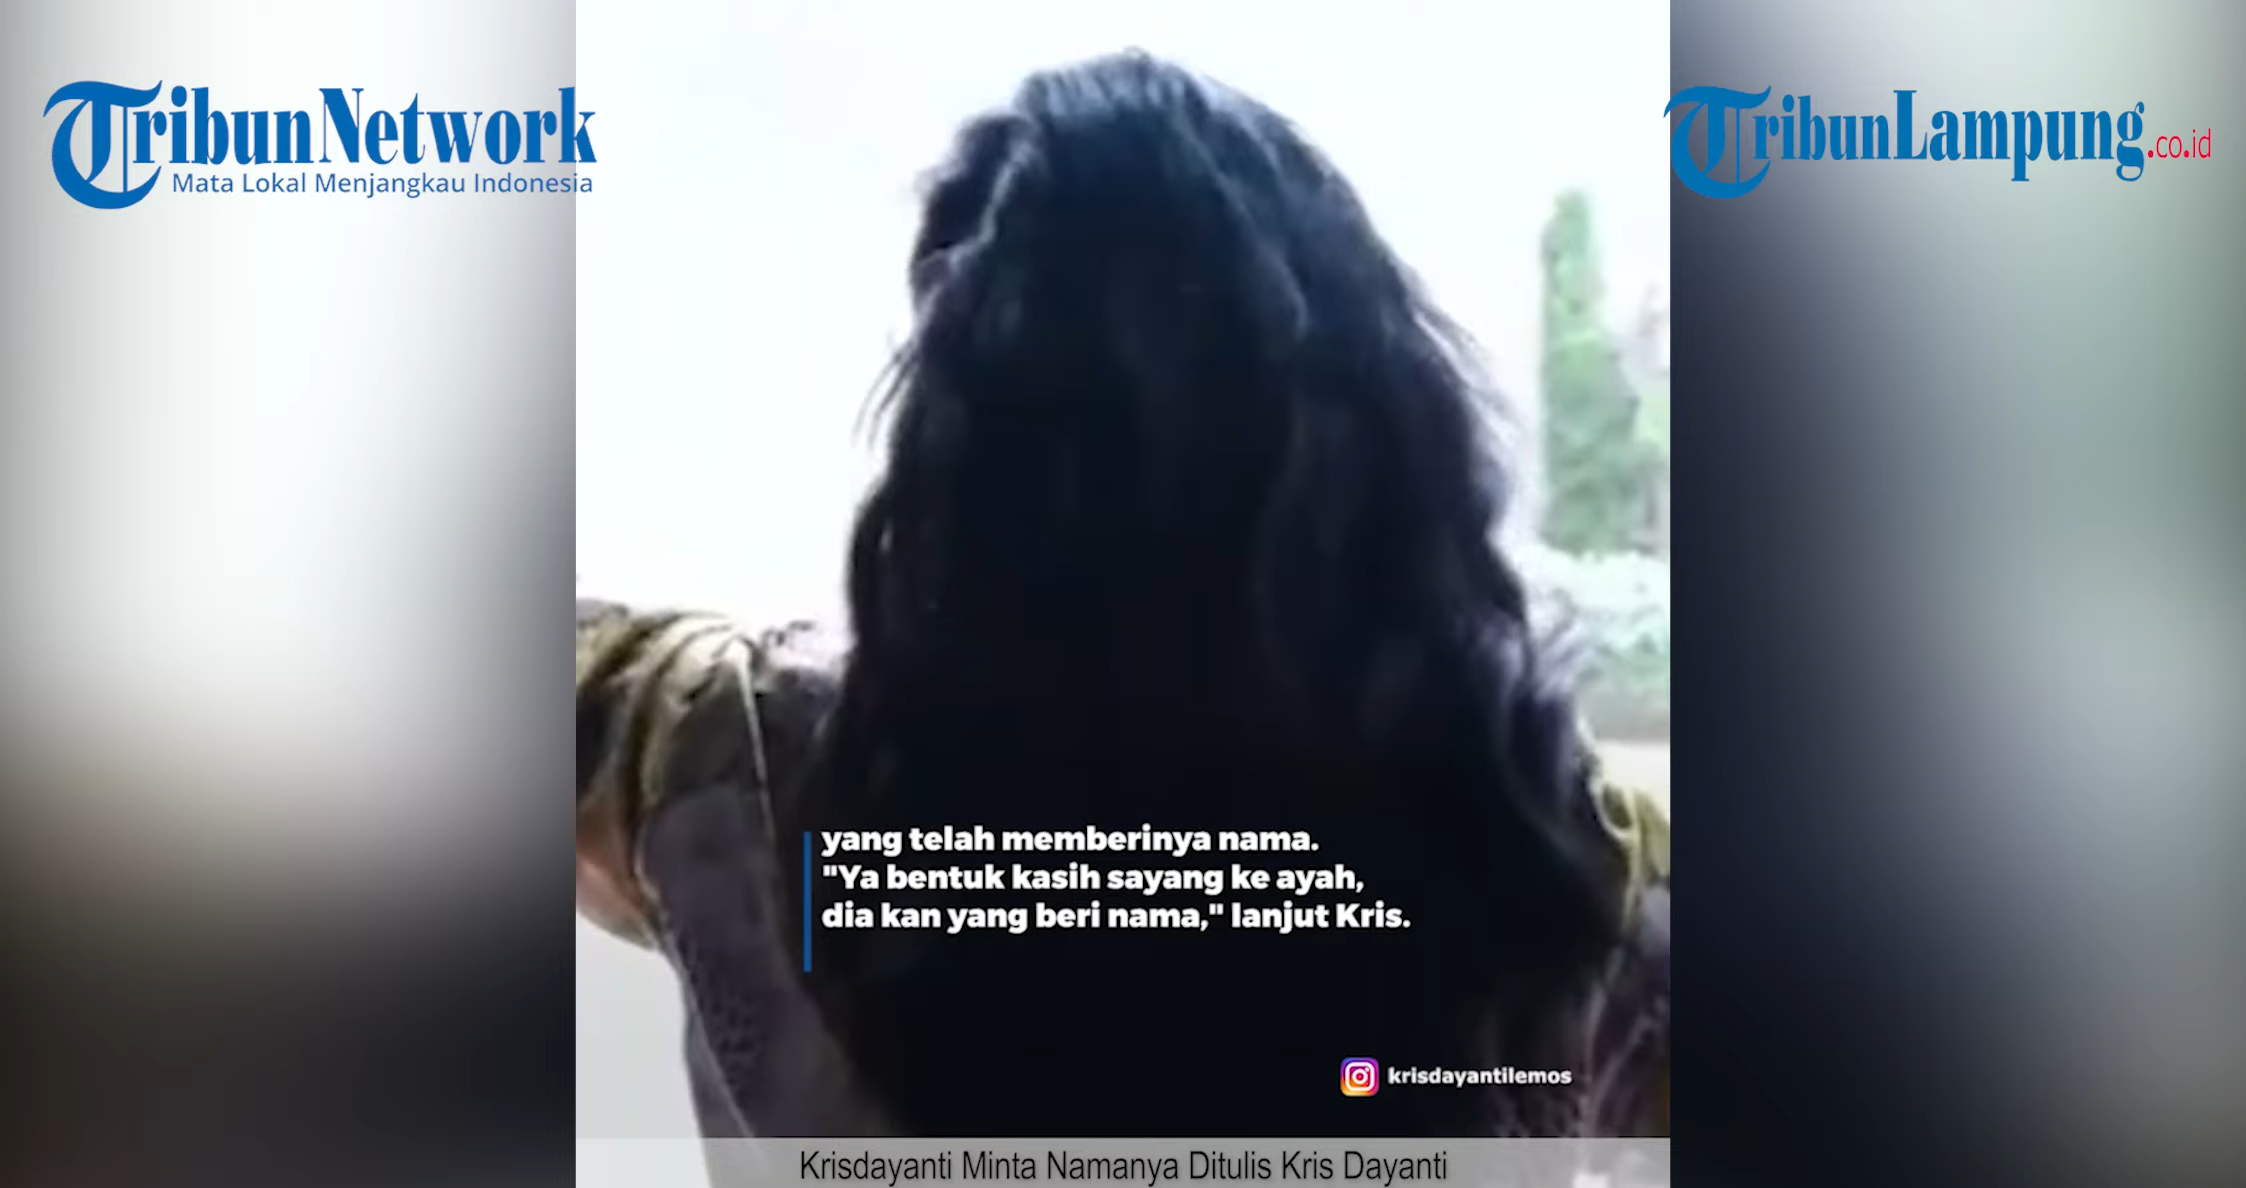 TribunNetwork
Mata Lokal Menjangkau Indonesia
TribunLampung.co.id
yang telah memberinya nama.
"Ya bentuk kasih sayang ke ayah,
dia kan yang beri nama," lanjut Kris.
krisdayantilemos
Krisdayanti Minta Namanya Ditulis Kris Dayanti